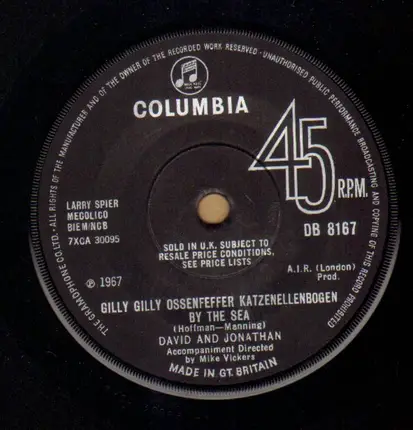 THE GRAMOPHONE CO. LTD. • ALL RIGHTS OF THE MANUFACTURER AND OF THE OWNER OF THE RECORDED WORK RESERVED • UNAUTHORISED PUBLIC PERFORMANCE BROADCASTING AND COPYING OF THIS RECORD PROHIBITED
COLUMBIA
45 R.P.M.
LARRY SPIER
MECOLICO
BIEM/NCB
7XCA 30095
DB 8167
SOLD IN U.K. SUBJECT TO
RESALE PRICE CONDITIONS,
SEE PRICE LISTS
℗ 1967
A.I.R. (London)
Prod.
GILLY GILLY OSSENFEFFER KATZENELLENBOGEN
BY THE SEA
(Hoffman—Manning)
DAVID AND JONATHAN
Accompaniment Directed
by Mike Vickers
MADE IN GT. BRITAIN